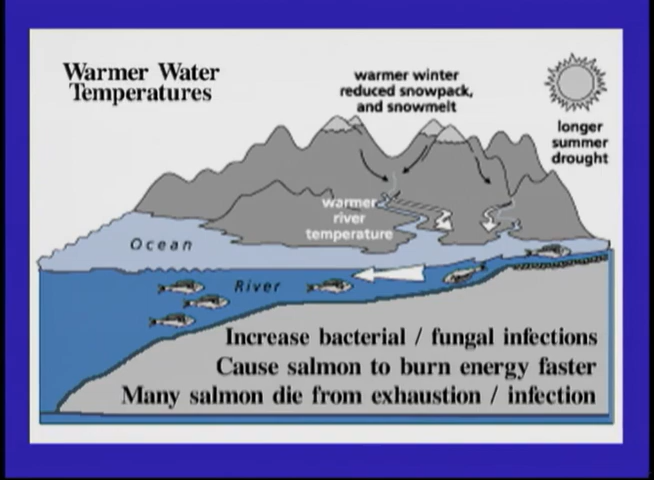 Warmer Water
Temperatures
warmer winter
reduced snowpack,
and snowmelt
longer
summer
drought
warmer
river
temperature
Ocean
River
Increase bacterial / fungal infections
Cause salmon to burn energy faster
Many salmon die from exhaustion / infection